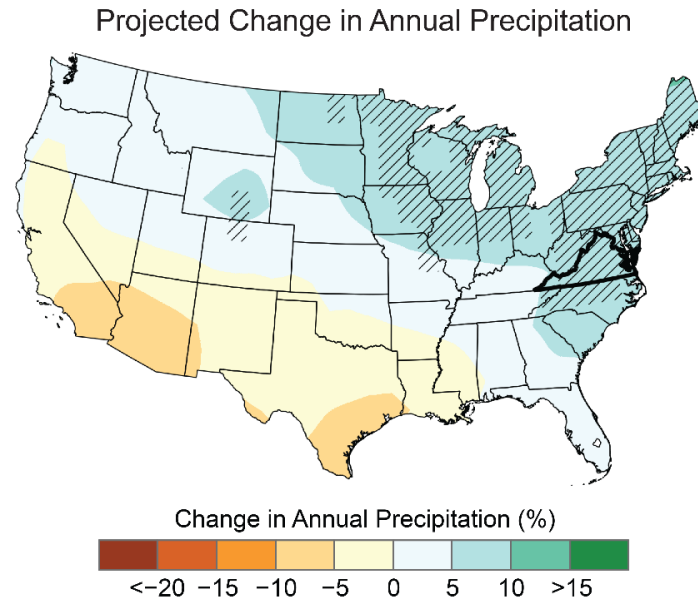 Projected Change in Annual Precipitation
Change in Annual Precipitation (%)
<−20 −15 −10 −5 0 5 10 >15